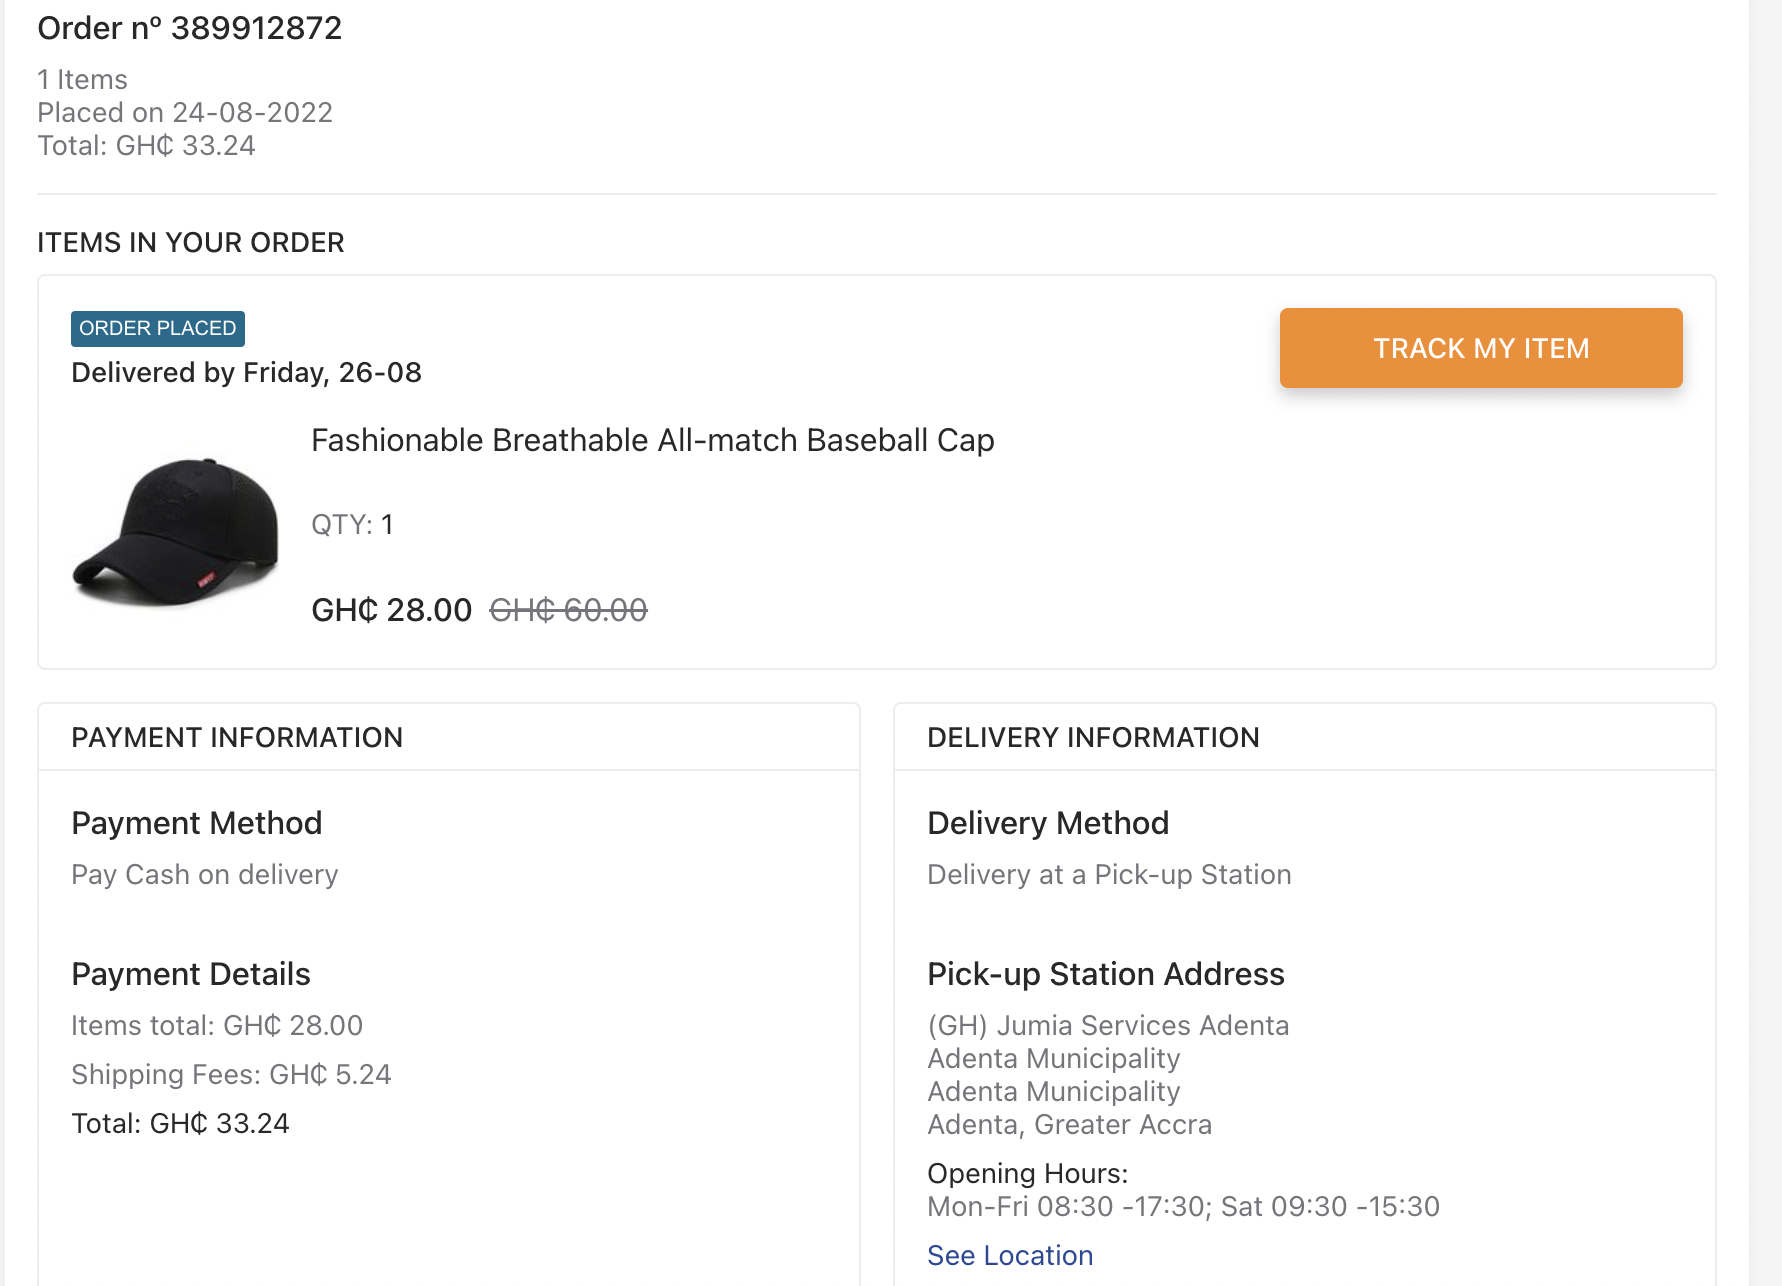 Order nº 389912872
1 Items
Placed on 24-08-2022
Total: GH₵ 33.24
ITEMS IN YOUR ORDER
ORDER PLACED
Delivered by Friday, 26-08
TRACK MY ITEM
Fashionable Breathable All-match Baseball Cap
QTY: 1
GH₵ 28.00 GH₵ 60.00
PAYMENT INFORMATION
Payment Method
Pay Cash on delivery
Payment Details
Items total: GH₵ 28.00
Shipping Fees: GH₵ 5.24
Total: GH₵ 33.24
DELIVERY INFORMATION
Delivery Method
Delivery at a Pick-up Station
Pick-up Station Address
(GH) Jumia Services Adenta
Adenta Municipality
Adenta Municipality
Adenta, Greater Accra
Opening Hours:
Mon-Fri 08:30 -17:30; Sat 09:30 -15:30
See Location